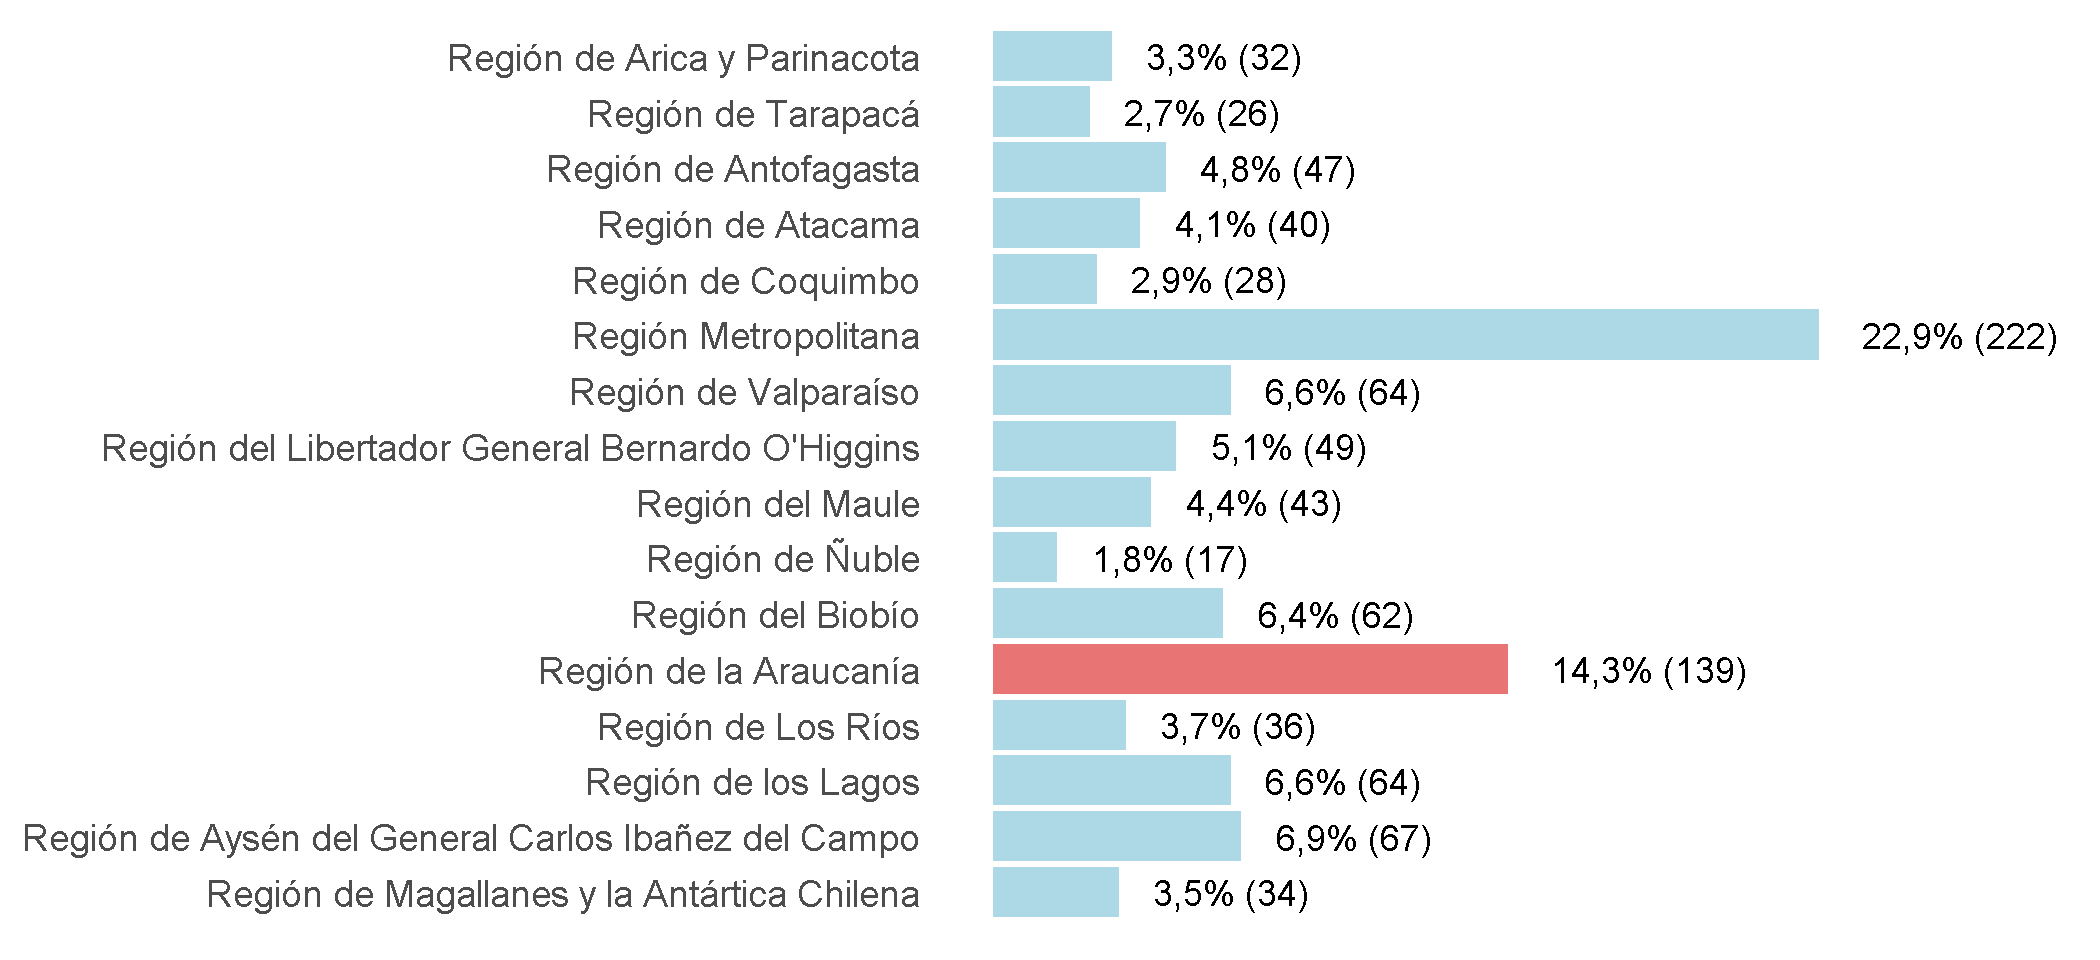 Región de Arica y Parinacota 3,3% (32)
Región de Tarapacá 2,7% (26)
Región de Antofagasta 4,8% (47)
Región de Atacama 4,1% (40)
Región de Coquimbo 2,9% (28)
Región Metropolitana 22,9% (222)
Región de Valparaíso 6,6% (64)
Región del Libertador General Bernardo O'Higgins 5,1% (49)
Región del Maule 4,4% (43)
Región de Ñuble 1,8% (17)
Región del Biobío 6,4% (62)
Región de la Araucanía 14,3% (139)
Región de Los Ríos 3,7% (36)
Región de los Lagos 6,6% (64)
Región de Aysén del General Carlos Ibañez del Campo 6,9% (67)
Región de Magallanes y la Antártica Chilena 3,5% (34)